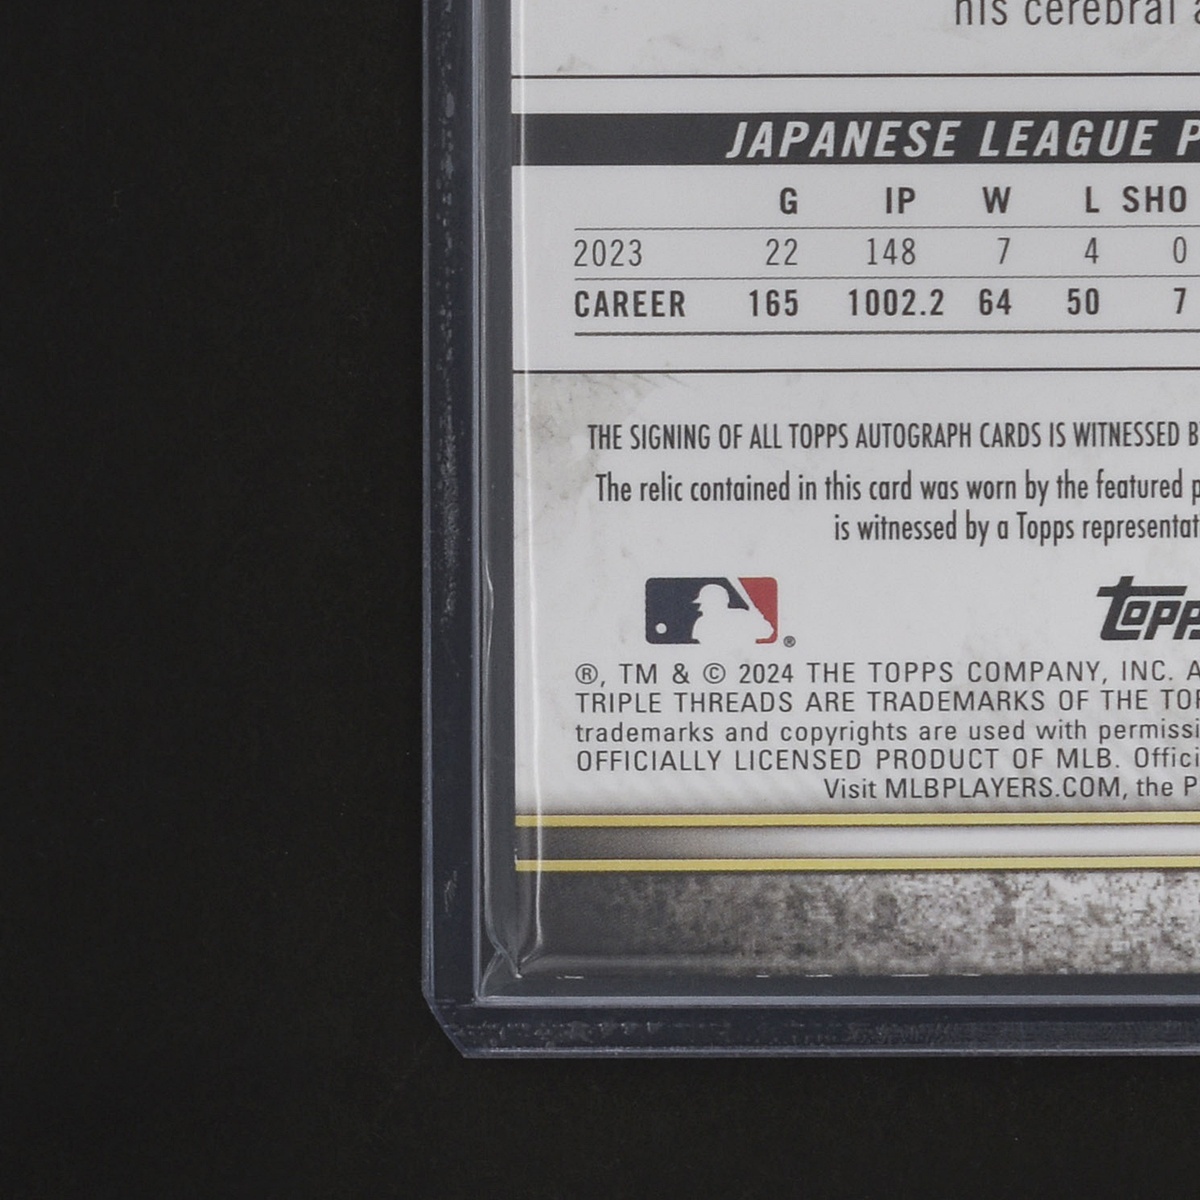 his cerebral
JAPANESE LEAGUE P
G IP W L SHO
2023 22 148 7 4 0
CAREER 165 1002.2 64 50 7
THE SIGNING OF ALL TOPPS AUTOGRAPH CARDS IS WITNESSED B
The relic contained in this card was worn by the featured p
is witnessed by a Topps representat
®
topps
®, TM & © 2024 THE TOPPS COMPANY, INC. A
TRIPLE THREADS ARE TRADEMARKS OF THE TOP
trademarks and copyrights are used with permissi
OFFICIALLY LICENSED PRODUCT OF MLB. Offici
Visit MLBPLAYERS.COM, the P